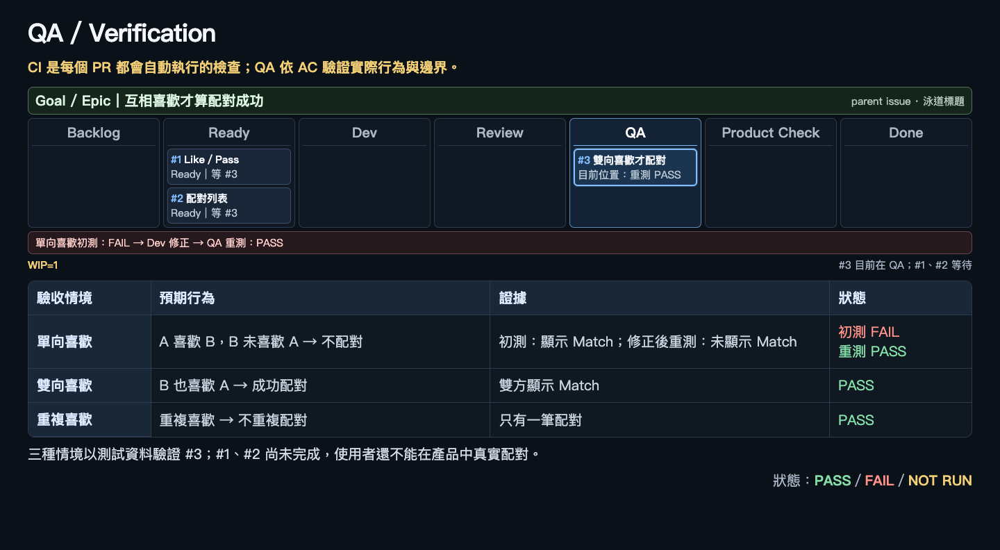 QA / Verification
CI 是每個 PR 都會自動執行的檢查；QA 依 AC 驗證實際行為與邊界。
Goal / Epic｜互相喜歡才算配對成功
parent issue · 泳道標題
Backlog
Ready
Dev
Review
QA
Product Check
Done
#1 Like / Pass
Ready｜等 #3
#2 配對列表
Ready｜等 #3
#3 雙向喜歡才配對
目前位置：重測 PASS
單向喜歡初測：FAIL → Dev 修正 → QA 重測：PASS
WIP=1
#3 目前在 QA；#1、#2 等待
驗收情境
預期行為
證據
狀態
單向喜歡
A 喜歡 B，B 未喜歡 A → 不配對
初測：顯示 Match；修正後重測：未顯示 Match
初測 FAIL
重測 PASS
雙向喜歡
B 也喜歡 A → 成功配對
雙方顯示 Match
PASS
重複喜歡
重複喜歡 → 不重複配對
只有一筆配對
PASS
三種情境以測試資料驗證 #3；#1、#2 尚未完成，使用者還不能在產品中真實配對。
狀態：PASS / FAIL / NOT RUN